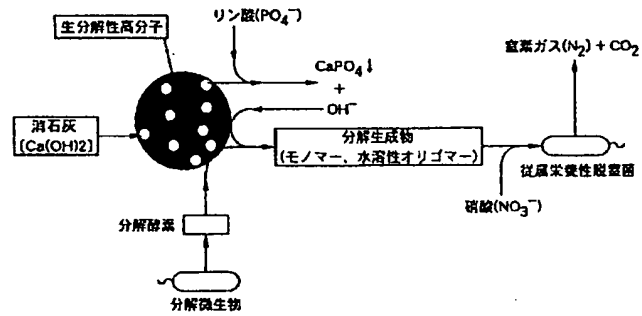 生分解性高分子
リン酸(PO₄⁻)
CaPO₄↓
+
OH⁻
窒素ガス(N₂) + CO₂
消石灰
[Ca(OH)2]
分解生成物
(モノマー、水溶性オリゴマー)
従属栄養性脱窒菌
硝酸(NO₃⁻)
分解酵素
分解微生物